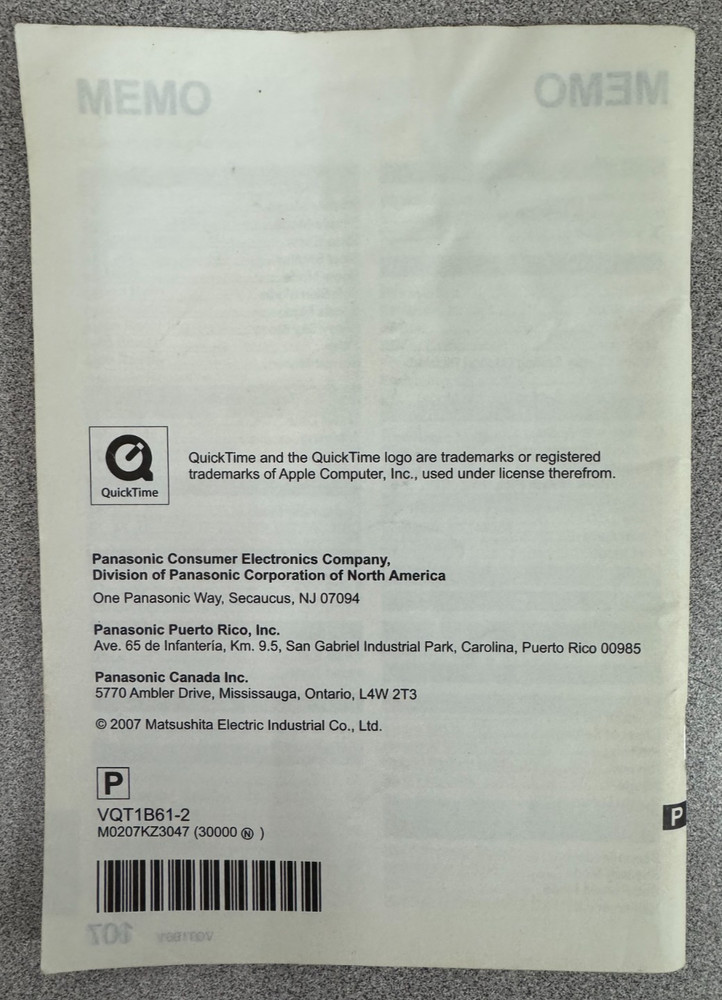 MEMO MEMO
QuickTime
QuickTime and the QuickTime logo are trademarks or registered
trademarks of Apple Computer, Inc., used under license therefrom.
Panasonic Consumer Electronics Company,
Division of Panasonic Corporation of North America
One Panasonic Way, Secaucus, NJ 07094
Panasonic Puerto Rico, Inc.
Ave. 65 de Infantería, Km. 9.5, San Gabriel Industrial Park, Carolina, Puerto Rico 00985
Panasonic Canada Inc.
5770 Ambler Drive, Mississauga, Ontario, L4W 2T3
© 2007 Matsushita Electric Industrial Co., Ltd.
P
VQT1B61-2
M0207KZ3047 (30000 Ⓝ )
P
107 VQT1B61